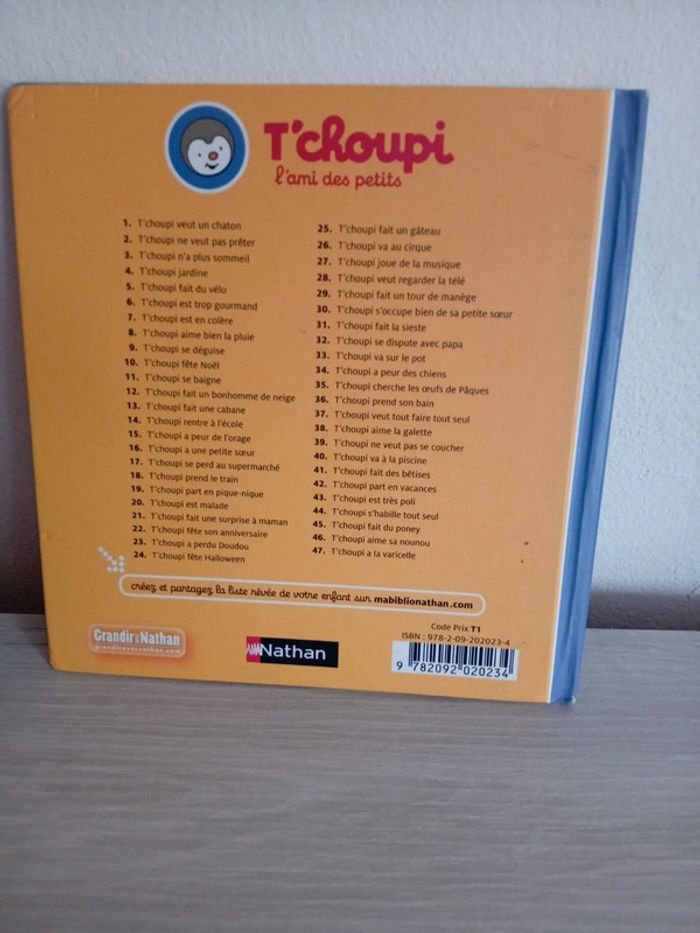 T'choupi
l'ami des petits
1. T'choupi veut un chaton
2. T'choupi ne veut pas prêter
3. T'choupi n'a plus sommeil
4. T'choupi jardine
5. T'choupi fait du vélo
6. T'choupi est trop gourmand
7. T'choupi est en colère
8. T'choupi aime bien la pluie
9. T'choupi se déguise
10. T'choupi fête Noël
11. T'choupi se baigne
12. T'choupi fait un bonhomme de neige
13. T'choupi fait une cabane
14. T'choupi rentre à l'école
15. T'choupi a peur de l'orage
16. T'choupi a une petite sœur
17. T'choupi se perd au supermarché
18. T'choupi prend le train
19. T'choupi part en pique-nique
20. T'choupi est malade
21. T'choupi fait une surprise à maman
22. T'choupi fête son anniversaire
23. T'choupi a perdu Doudou
24. T'choupi fête Halloween
25. T'choupi fait un gâteau
26. T'choupi va au cirque
27. T'choupi joue de la musique
28. T'choupi veut regarder la télé
29. T'choupi fait un tour de manège
30. T'choupi s'occupe bien de sa petite sœur
31. T'choupi fait la sieste
32. T'choupi se dispute avec papa
33. T'choupi va sur le pot
34. T'choupi a peur des chiens
35. T'choupi cherche les œufs de Pâques
36. T'choupi prend son bain
37. T'choupi veut tout faire tout seul
38. T'choupi aime la galette
39. T'choupi ne veut pas se coucher
40. T'choupi va à la piscine
41. T'choupi fait des bêtises
42. T'choupi part en vacances
43. T'choupi est très poli
44. T'choupi s'habille tout seul
45. T'choupi fait du poney
46. T'choupi aime sa nounou
47. T'choupi a la varicelle
créez et partagez la liste rêvée de votre enfant sur mabiblionathan.com
Grandir avec Nathan
grandiravecnathan.com
Nathan
Code Prix T1
ISBN : 978-2-09-202023-4
9 782092 020234